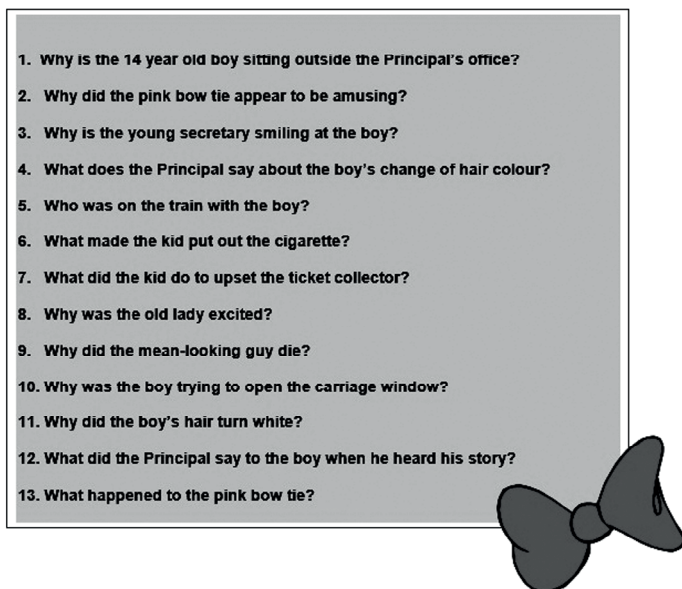 1. Why is the 14 year old boy sitting outside the Principal's office?
2. Why did the pink bow tie appear to be amusing?
3. Why is the young secretary smiling at the boy?
4. What does the Principal say about the boy's change of hair colour?
5. Who was on the train with the boy?
6. What made the kid put out the cigarette?
7. What did the kid do to upset the ticket collector?
8. Why was the old lady excited?
9. Why did the mean-looking guy die?
10. Why was the boy trying to open the carriage window?
11. Why did the boy's hair turn white?
12. What did the Principal say to the boy when he heard his story?
13. What happened to the pink bow tie?